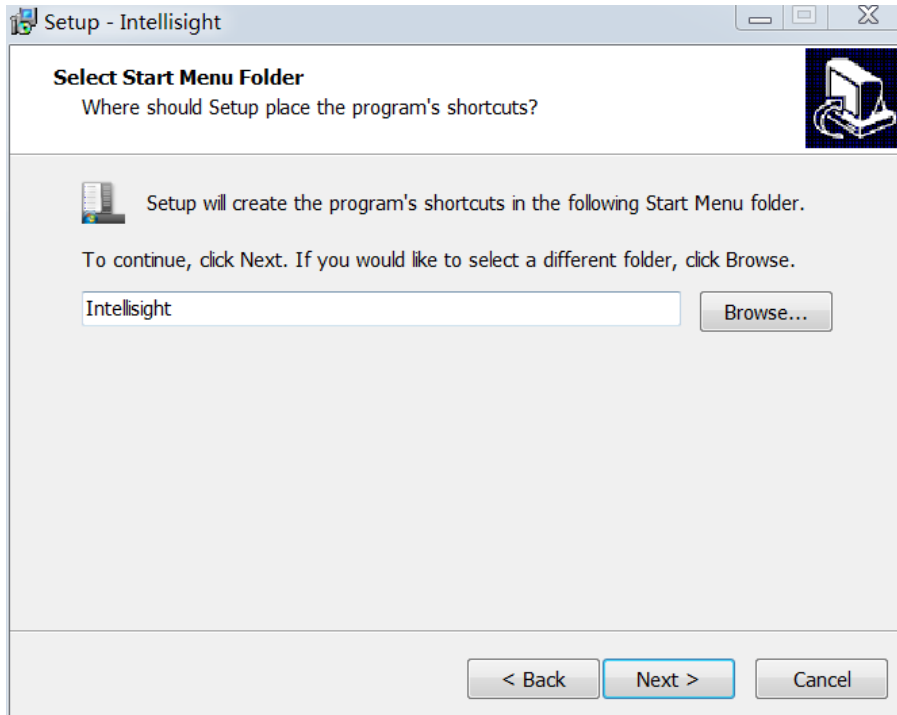 Setup - Intellisight
Select Start Menu Folder
Where should Setup place the program's shortcuts?
Setup will create the program's shortcuts in the following Start Menu folder.
To continue, click Next. If you would like to select a different folder, click Browse.
Intellisight
Browse...
< Back
Next >
Cancel